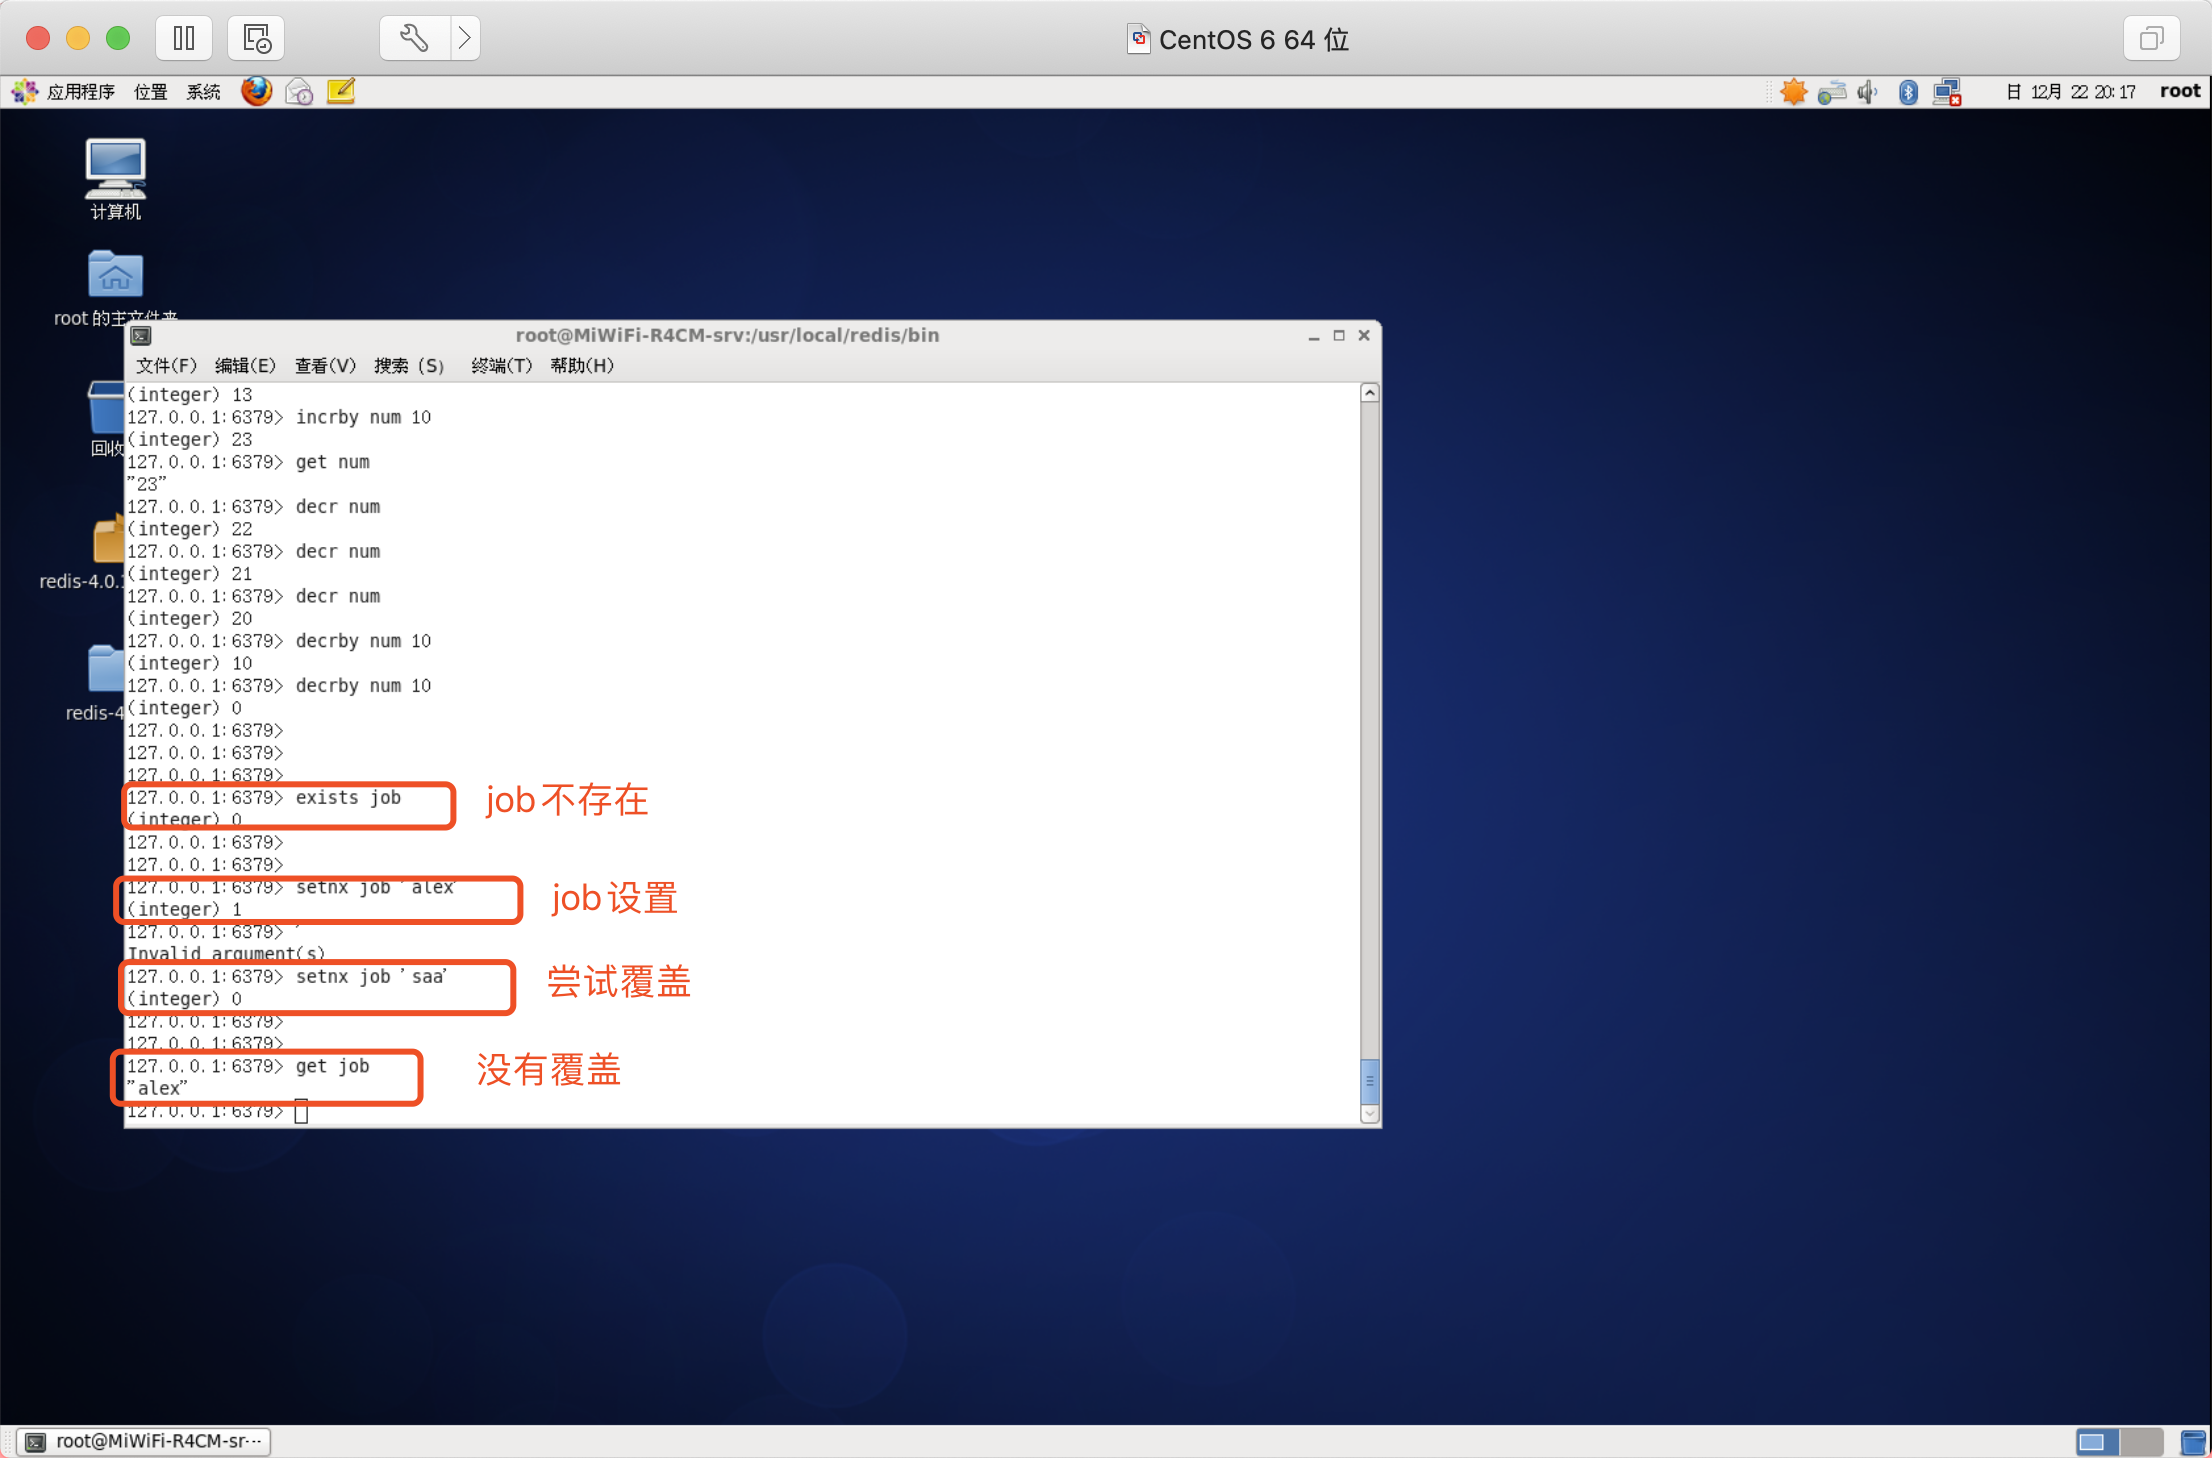 CentOS 6 64 位
应用程序 位置 系统
日 12月 22 20:17 root
计算机
root 的主文件夹
回收
redis-4.0.1
redis-4
root@MiWiFi-R4CM-srv:/usr/local/redis/bin
文件(F) 编辑(E) 查看(V) 搜索 (S) 终端(T) 帮助(H)
(integer) 13
127.0.0.1:6379> incrby num 10
(integer) 23
127.0.0.1:6379> get num
"23"
127.0.0.1:6379> decr num
(integer) 22
127.0.0.1:6379> decr num
(integer) 21
127.0.0.1:6379> decr num
(integer) 20
127.0.0.1:6379> decrby num 10
(integer) 10
127.0.0.1:6379> decrby num 10
(integer) 0
127.0.0.1:6379>
127.0.0.1:6379>
127.0.0.1:6379>
127.0.0.1:6379> exists job
(integer) 0
job不存在
127.0.0.1:6379>
127.0.0.1:6379>
127.0.0.1:6379> setnx job 'alex'
(integer) 1
job设置
127.0.0.1:6379> '
Invalid argument(s)
127.0.0.1:6379> setnx job 'saa'
(integer) 0
尝试覆盖
127.0.0.1:6379>
127.0.0.1:6379>
127.0.0.1:6379> get job
"alex"
没有覆盖
127.0.0.1:6379>
root@MiWiFi-R4CM-sr···